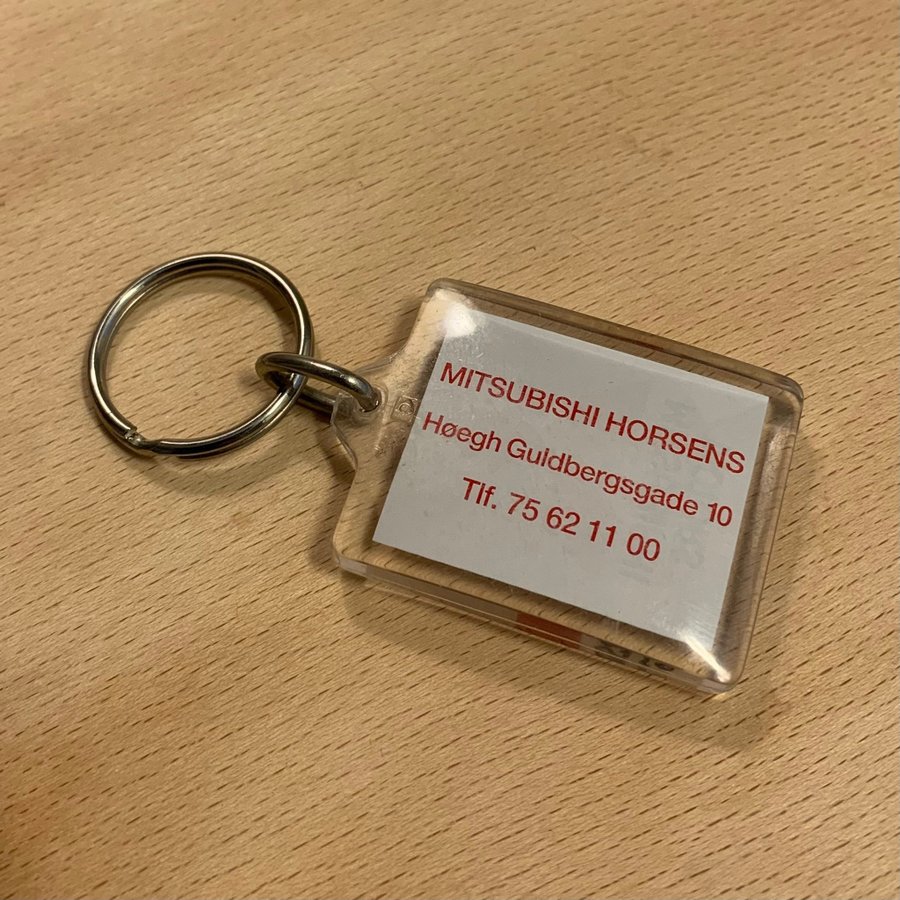 MITSUBISHI HORSENS
Høegh Guldbergsgade 10
Tlf. 75 62 11 00